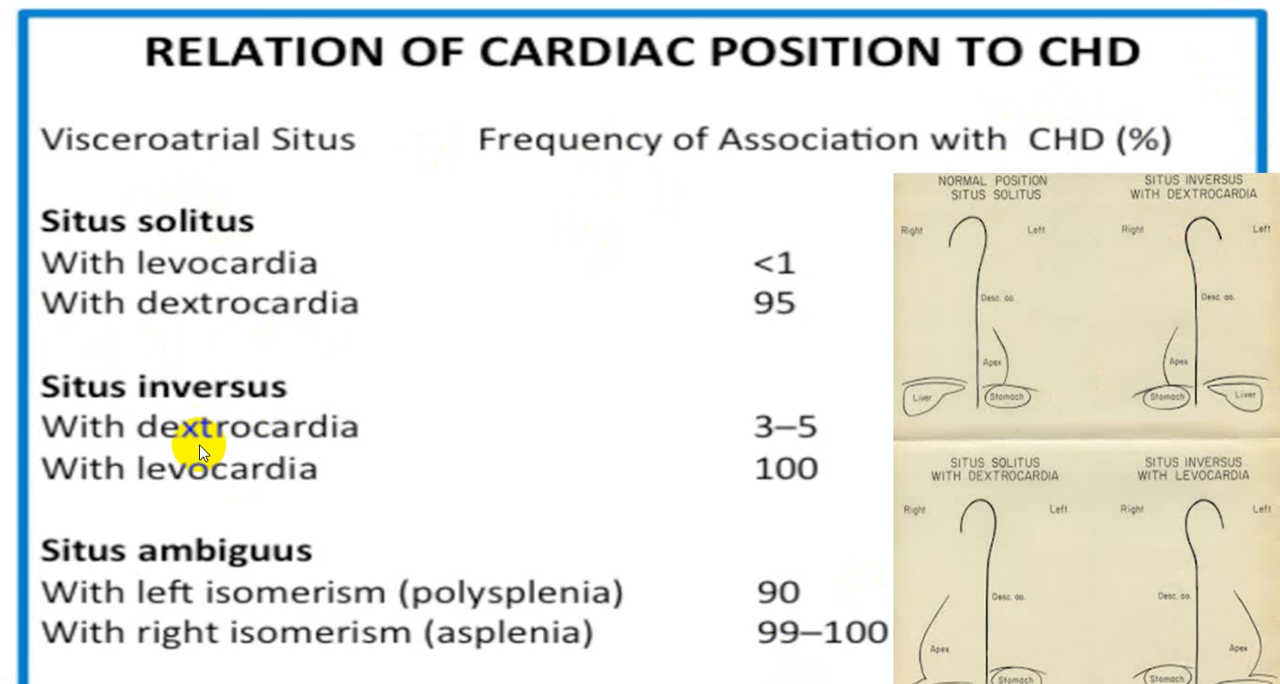 RELATION OF CARDIAC POSITION TO CHD
Visceroatrial Situs Frequency of Association with CHD (%)
Situs solitus
With levocardia <1
With dextrocardia 95
Situs inversus
With dextrocardia 3–5
With levocardia 100
Situs ambiguus
With left isomerism (polysplenia) 90
With right isomerism (asplenia) 99–100
NORMAL POSITION
SITUS SOLITUS
Right Left
Desc. ao.
Apex
Liver Stomach
SITUS INVERSUS
WITH DEXTROCARDIA
Right Left
Desc. ao.
Apex
Stomach Liver
SITUS SOLITUS
WITH DEXTROCARDIA
Right Left
Desc. ao.
Apex
Stomach
SITUS INVERSUS
WITH LEVOCARDIA
Right Left
Desc. ao.
Apex
Stomach